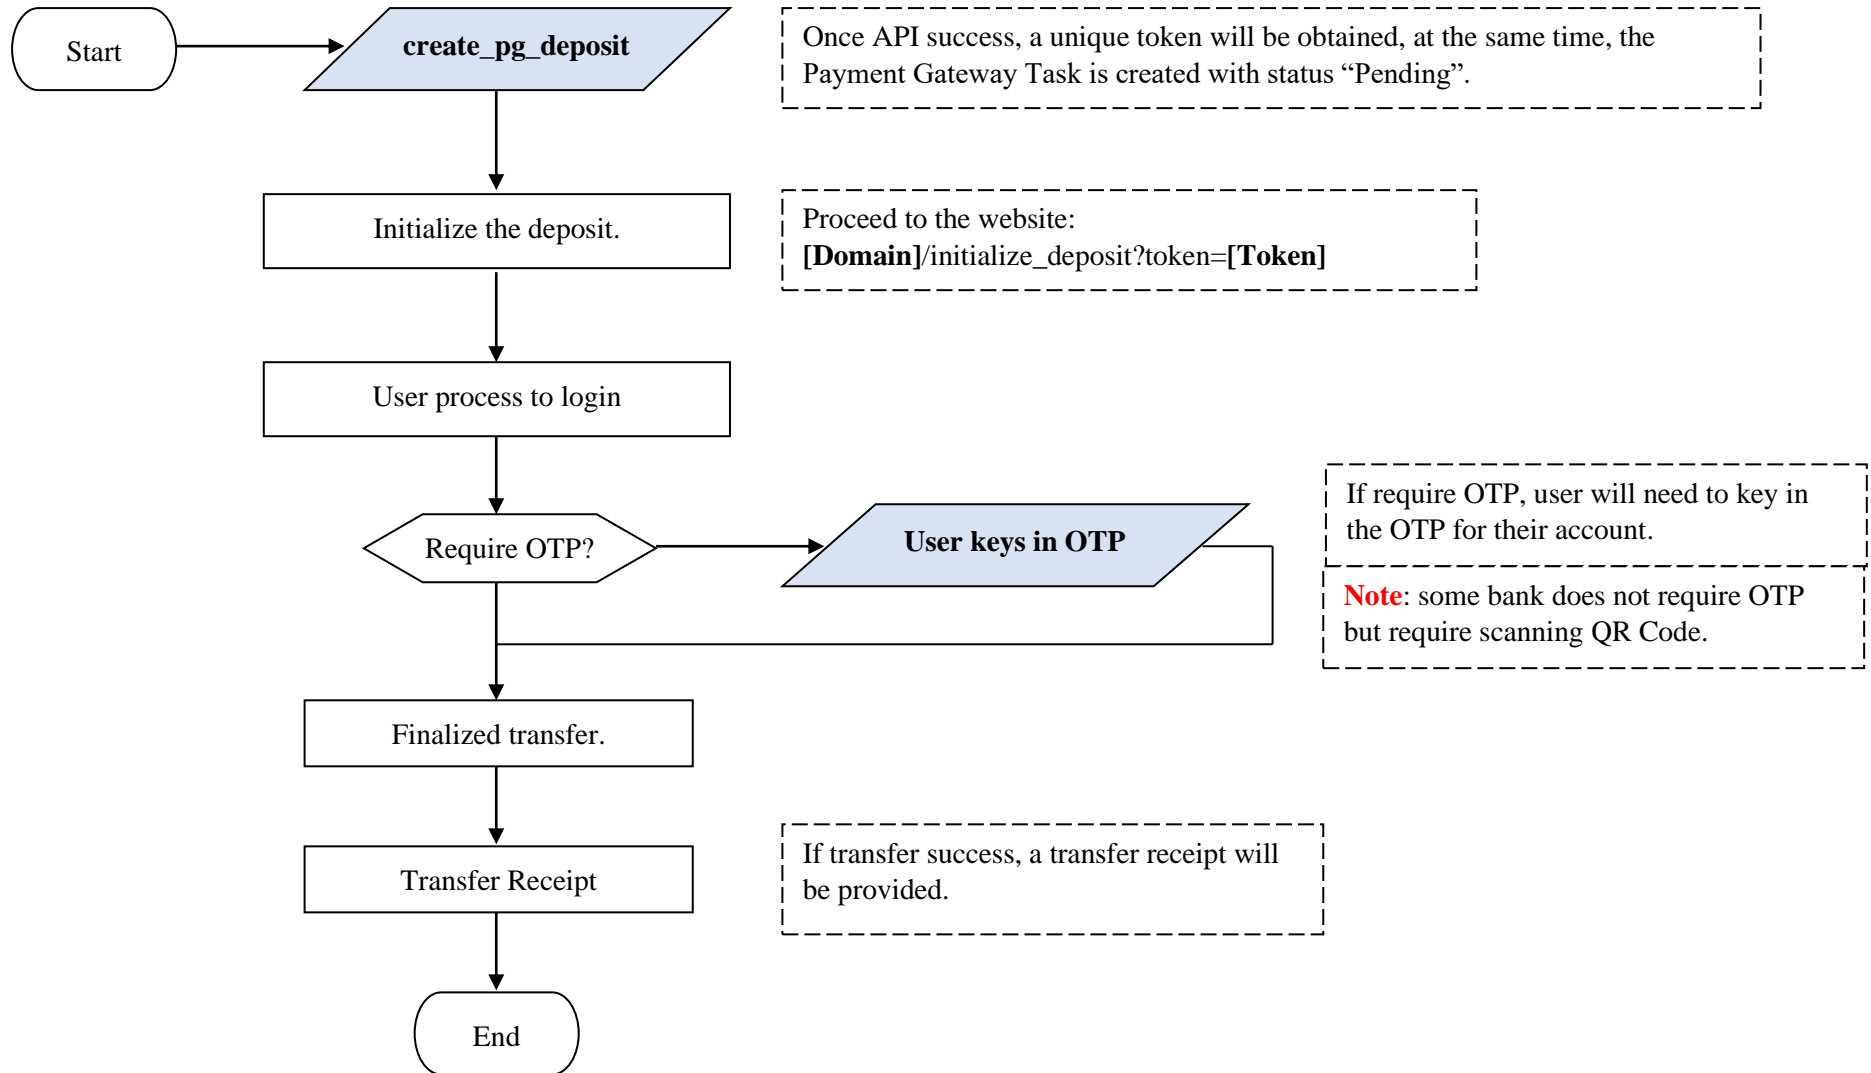 Start
create_pg_deposit
Once API success, a unique token will be obtained, at the same time, the
Payment Gateway Task is created with status “Pending”.
Initialize the deposit.
Proceed to the website:
[Domain]/initialize_deposit?token=[Token]
User process to login
Require OTP?
User keys in OTP
If require OTP, user will need to key in
the OTP for their account.
Note: some bank does not require OTP
but require scanning QR Code.
Finalized transfer.
Transfer Receipt
If transfer success, a transfer receipt will
be provided.
End